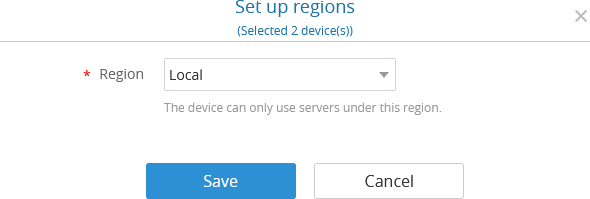 Set up regions
(Selected 2 device(s))
* Region Local
The device can only use servers under this region.
Save Cancel